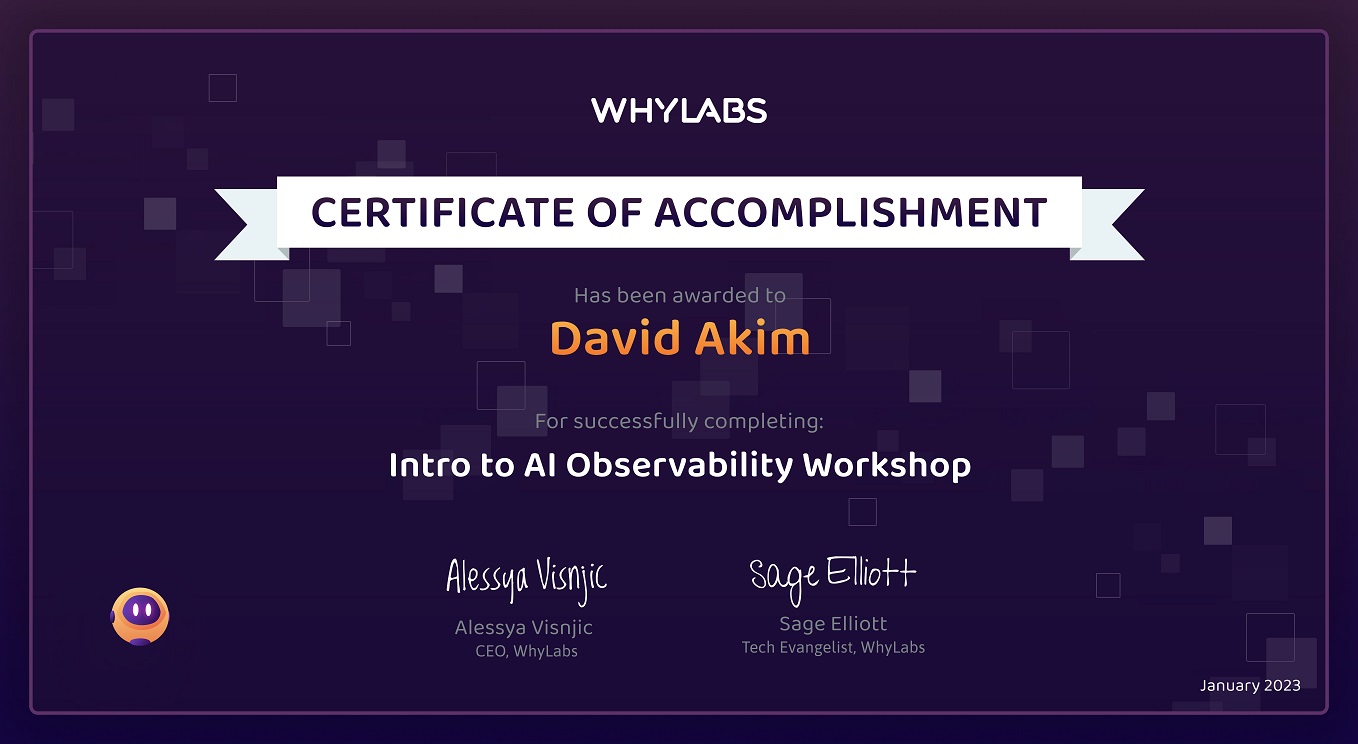 WHYLABS
CERTIFICATE OF ACCOMPLISHMENT
Has been awarded to
David Akim
For successfully completing:
Intro to AI Observability Workshop
Alessya Visnjic
Sage Elliott
Alessya Visnjic
Sage Elliott
CEO, WhyLabs
Tech Evangelist, WhyLabs
January 2023